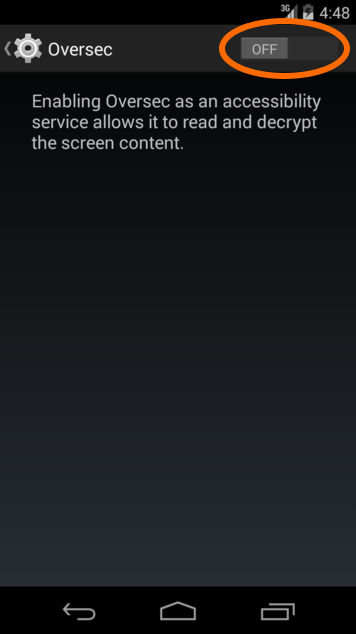 3G 4:48
Oversec OFF
Enabling Oversec as an accessibility
service allows it to read and decrypt
the screen content.